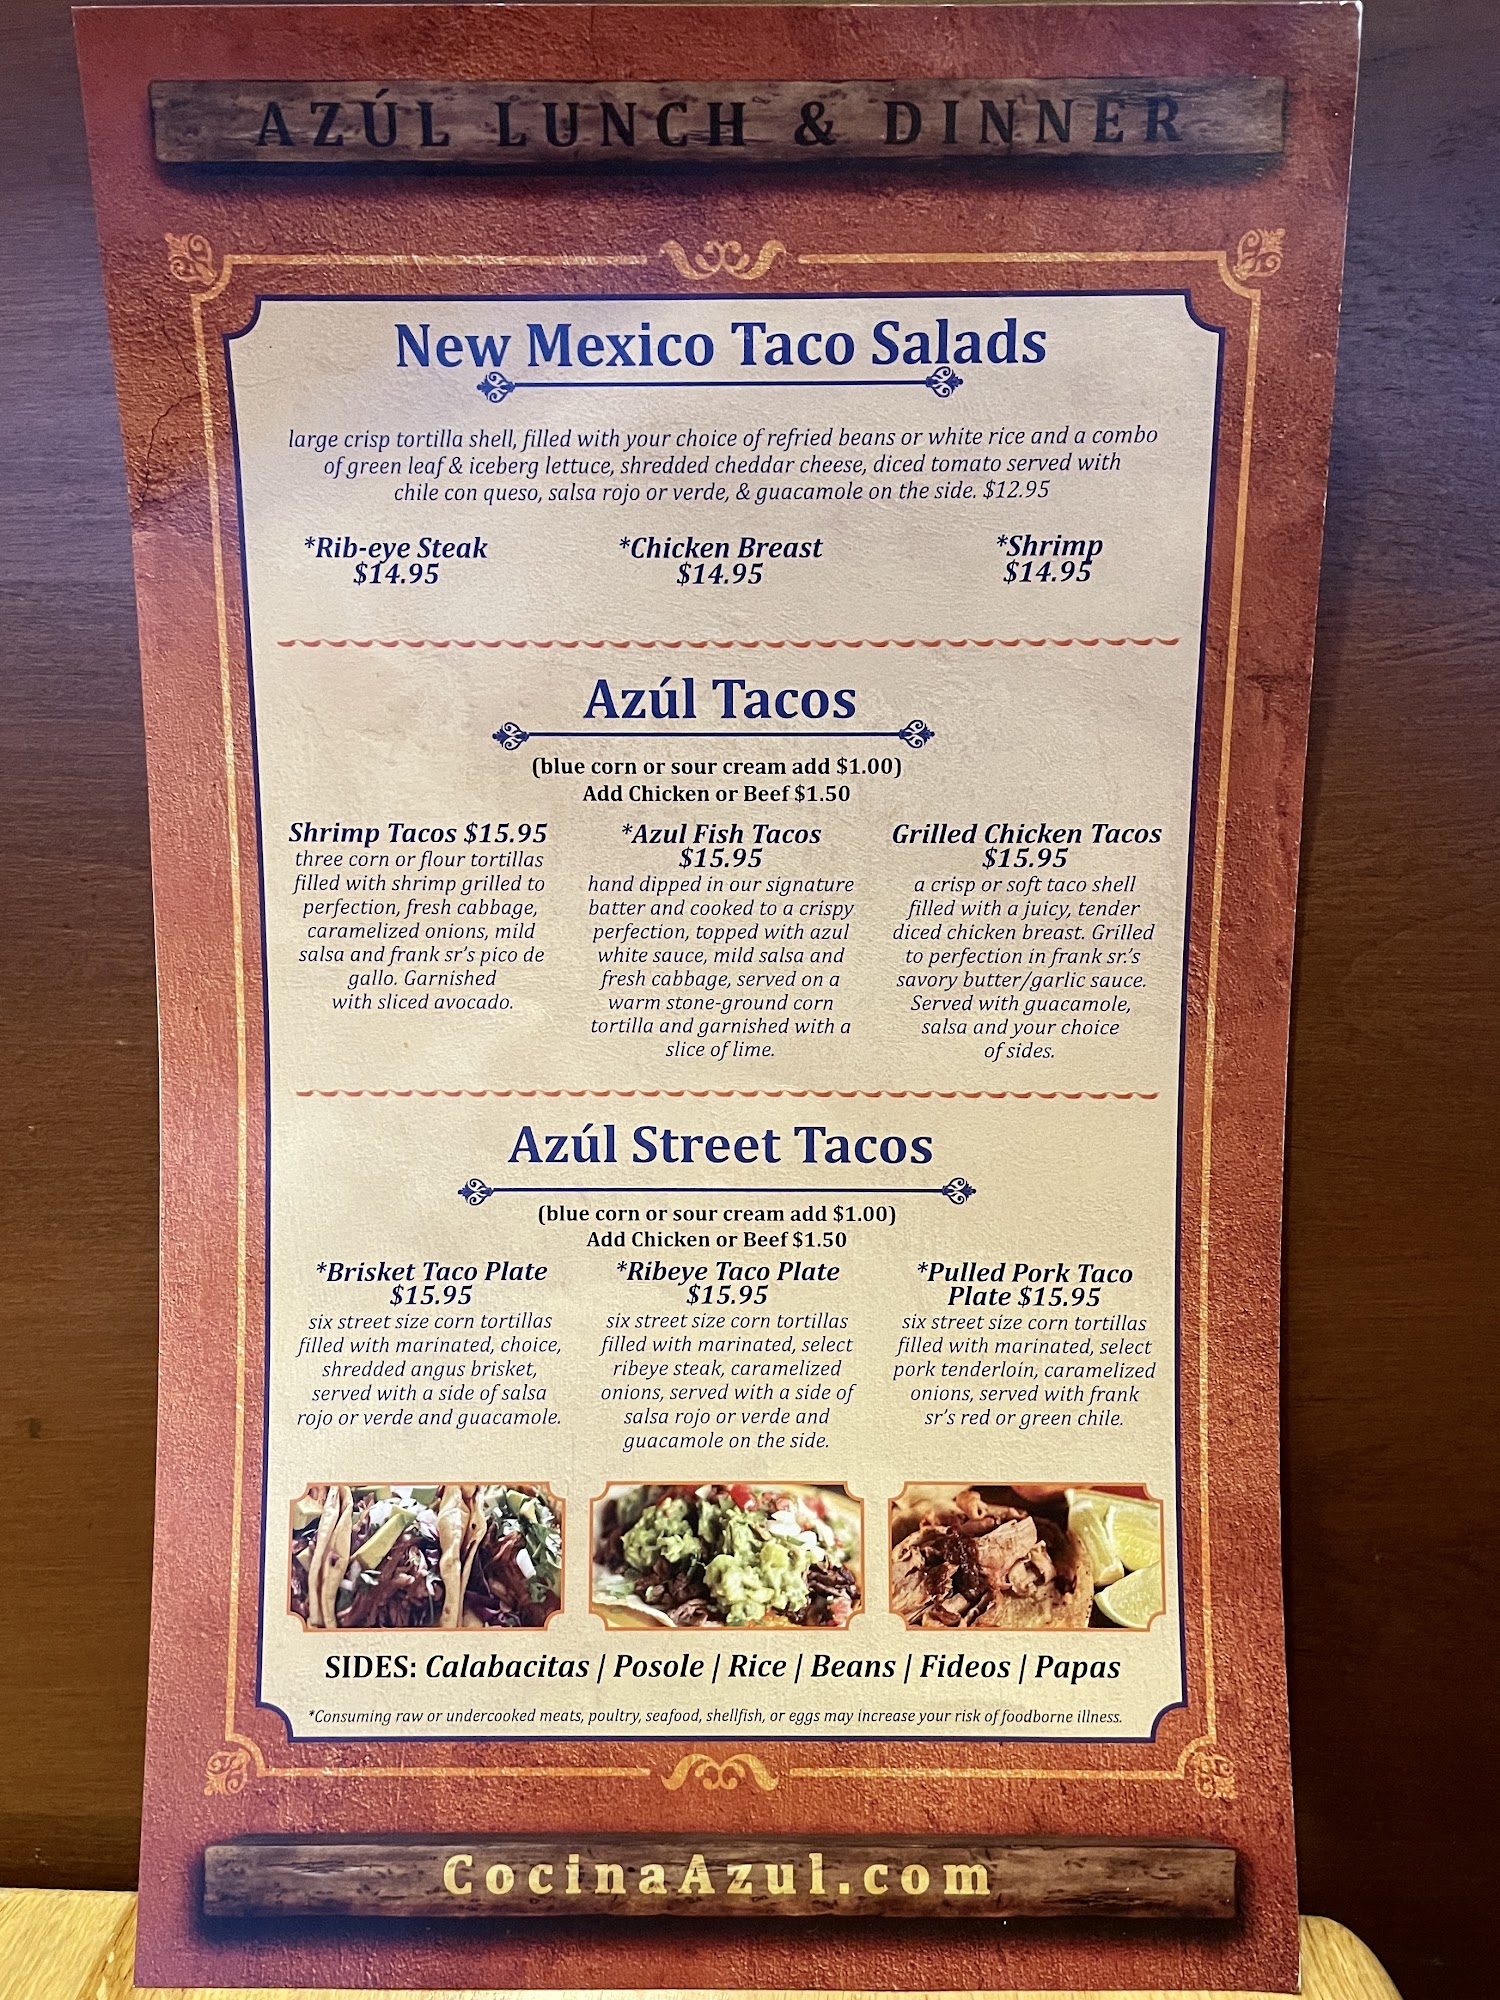 AZÚL LUNCH & DINNER
New Mexico Taco Salads
large crisp tortilla shell, filled with your choice of refried beans or white rice and a combo
of green leaf & iceberg lettuce, shredded cheddar cheese, diced tomato served with
chile con queso, salsa rojo or verde, & guacamole on the side. $12.95
*Rib-eye Steak
$14.95
*Chicken Breast
$14.95
*Shrimp
$14.95
Azúl Tacos
(blue corn or sour cream add $1.00)
Add Chicken or Beef $1.50
Shrimp Tacos $15.95
three corn or flour tortillas
filled with shrimp grilled to
perfection, fresh cabbage,
caramelized onions, mild
salsa and frank sr's pico de
gallo. Garnished
with sliced avocado.
*Azul Fish Tacos
$15.95
hand dipped in our signature
batter and cooked to a crispy
perfection, topped with azul
white sauce, mild salsa and
fresh cabbage, served on a
warm stone-ground corn
tortilla and garnished with a
slice of lime.
Grilled Chicken Tacos
$15.95
a crisp or soft taco shell
filled with a juicy, tender
diced chicken breast. Grilled
to perfection in frank sr.'s
savory butter/garlic sauce.
Served with guacamole,
salsa and your choice
of sides.
Azúl Street Tacos
(blue corn or sour cream add $1.00)
Add Chicken or Beef $1.50
*Brisket Taco Plate
$15.95
six street size corn tortillas
filled with marinated, choice,
shredded angus brisket,
served with a side of salsa
rojo or verde and guacamole.
*Ribeye Taco Plate
$15.95
six street size corn tortillas
filled with marinated, select
ribeye steak, caramelized
onions, served with a side of
salsa rojo or verde and
guacamole on the side.
*Pulled Pork Taco
Plate $15.95
six street size corn tortillas
filled with marinated, select
pork tenderloin, caramelized
onions, served with frank
sr's red or green chile.
SIDES: Calabacitas | Posole | Rice | Beans | Fideos | Papas
*Consuming raw or undercooked meats, poultry, seafood, shellfish, or eggs may increase your risk of foodborne illness.
CocinaAzul.com